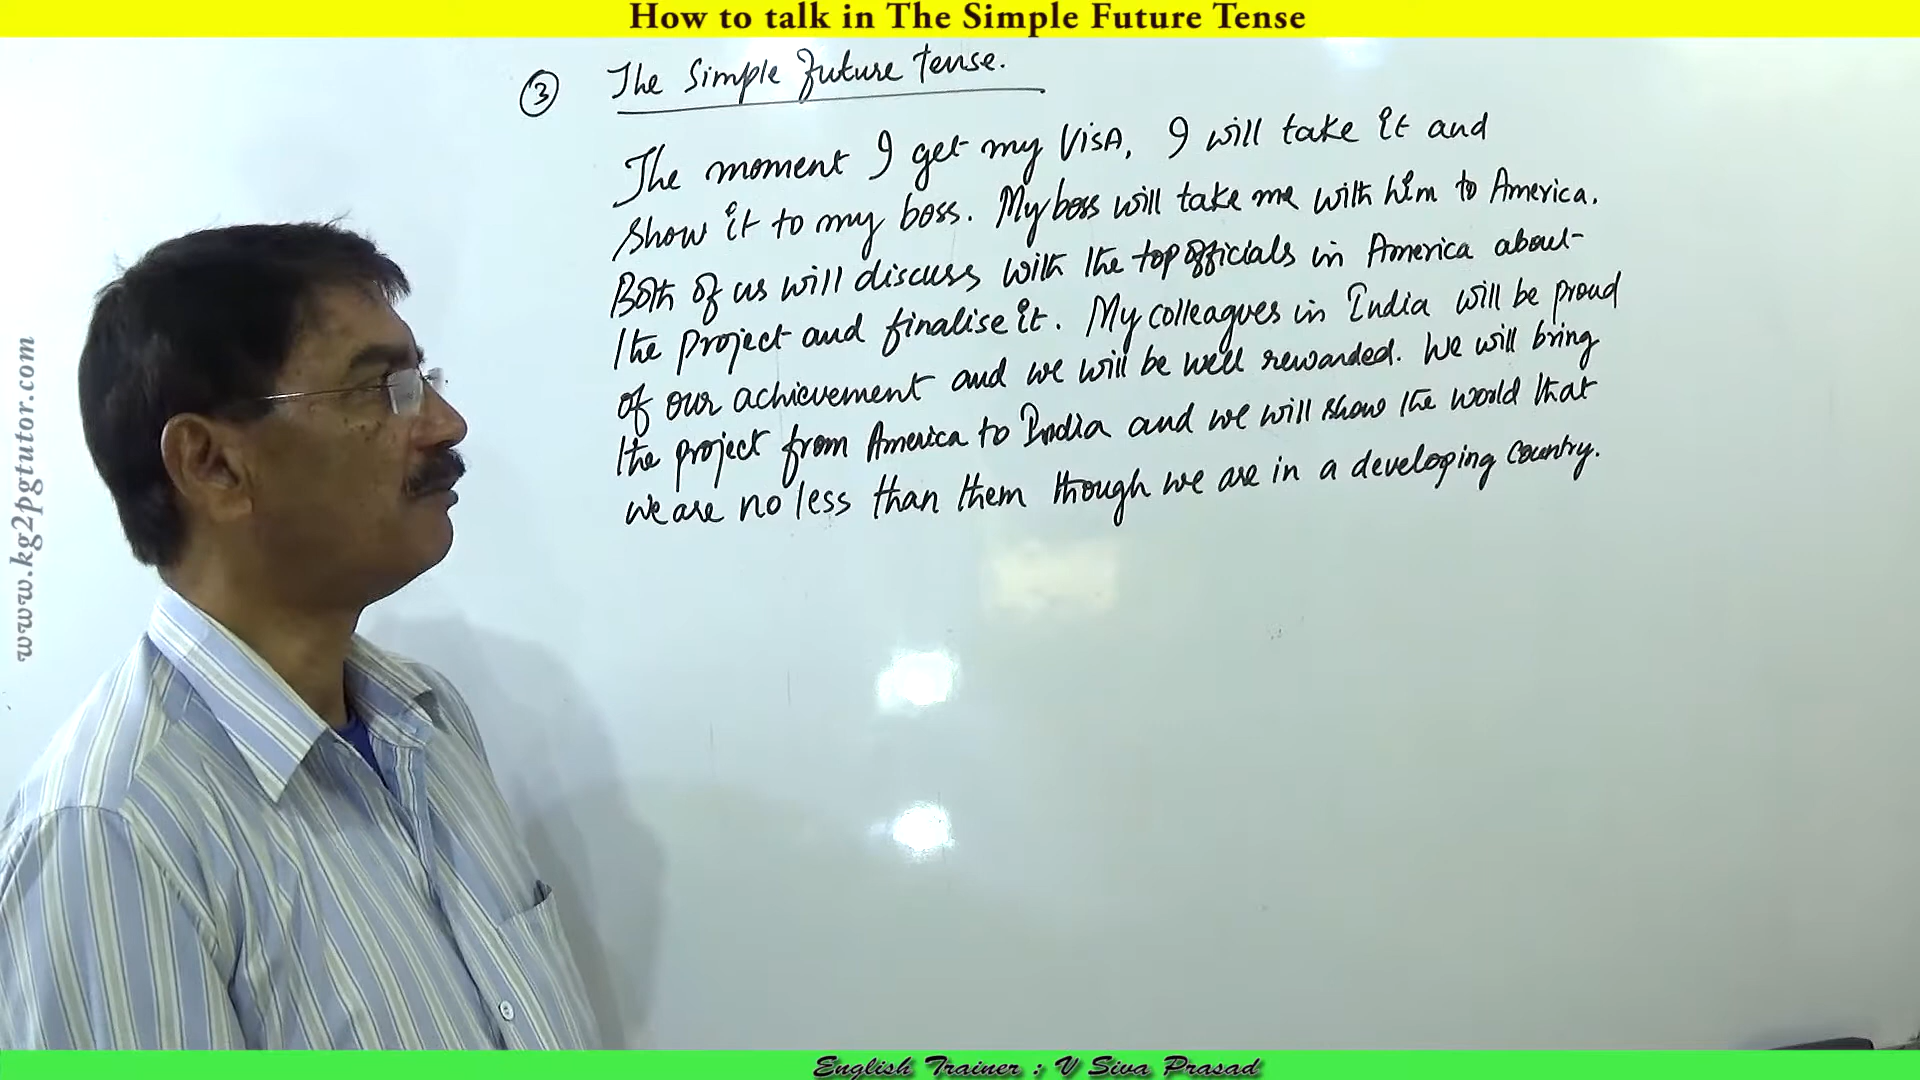 How to talk in The Simple Future Tense
3 The Simple Future Tense.
The moment I get my VISA, I will take it and
show it to my boss. My boss will take me with him to America.
Both of us will discuss with the top officials in America about
the project and finalise it. My colleagues in India will be proud
of our achievement and we will be well rewarded. We will bring
the project from America to India and we will show the world that
we are no less than them though we are in a developing country.
www.kg2pgtutor.com
English Trainer : V Siva Prasad